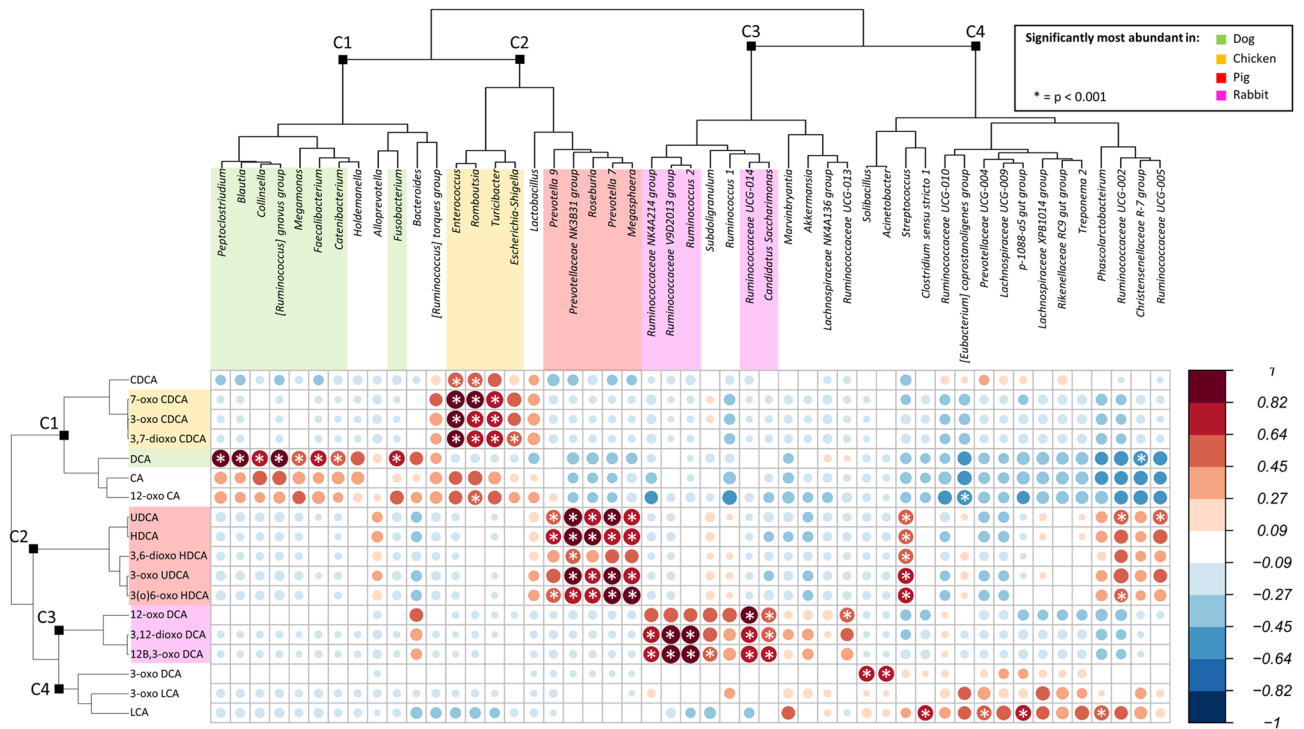 C1
C2
C3
C4
Significantly most abundant in:
Dog
Chicken
Pig
Rabbit
* = p < 0.001
Peptoclostridium
Blautia
Collinsella
[Ruminococcus] gnavus group
Megamonas
Faecalibacterium
Catenibacterium
Holdemanella
Alloprevotella
Fusobacterium
Bacteroides
[Ruminococcus] torques group
Enterococcus
Romboutsia
Turicibacter
Escherichia-Shigella
Lactobacillus
Prevotella 9
Prevotellaceae NK3B31 group
Roseburia
Prevotella 7
Megasphaera
Ruminococcaceae NK4A214 group
Ruminococcaceae V9D2013 group
Ruminococcus 2
Subdoligranulum
Ruminococcus 1
Ruminococcaceae UCG-014
Candidatus Saccharimonas
Marvinbryantia
Akkermansia
Lachnospiraceae NK4A136 group
Ruminococcaceae UCG-013
Solibacillus
Acinetobacter
Streptococcus
Clostridium sensu stricto 1
Ruminococcaceae UCG-010
[Eubacterium] coprostanoligenes group
Prevotellaceae UCG-004
Lachnospiraceae UCG-009
p-1088-a5 gut group
Lachnospiraceae XPB1014 group
Rikenellaceae RC9 gut group
Treponema 2
Phascolarctobacterium
Ruminococcaceae UCG-002
Christensenellaceae R-7 group
Ruminococcaceae UCG-005
C1
C2
C3
C4
CDCA
7-oxo CDCA
3-oxo CDCA
3,7-dioxo CDCA
DCA
CA
12-oxo CA
UDCA
HDCA
3,6-dioxo HDCA
3-oxo UDCA
3(o)6-oxo HDCA
12-oxo DCA
3,12-dioxo DCA
12B,3-oxo DCA
3-oxo DCA
3-oxo LCA
LCA
1
0.82
0.64
0.45
0.27
0.09
−0.09
−0.27
−0.45
−0.64
−0.82
−1